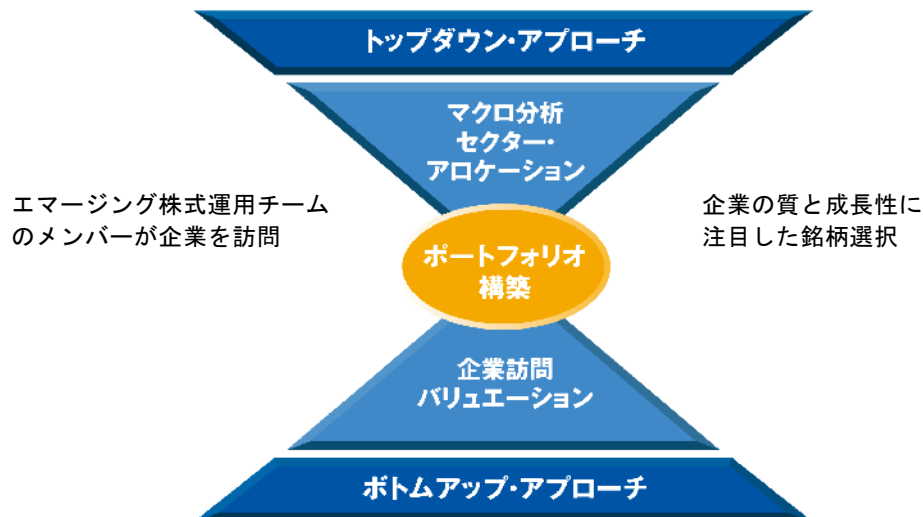 トップダウン・アプローチ
マクロ分析
セクター・
アロケーション
エマージング株式運用チーム
のメンバーが企業を訪問
企業の質と成長性に
注目した銘柄選択
ポートフォリオ
構築
企業訪問
バリュエーション
ボトムアップ・アプローチ